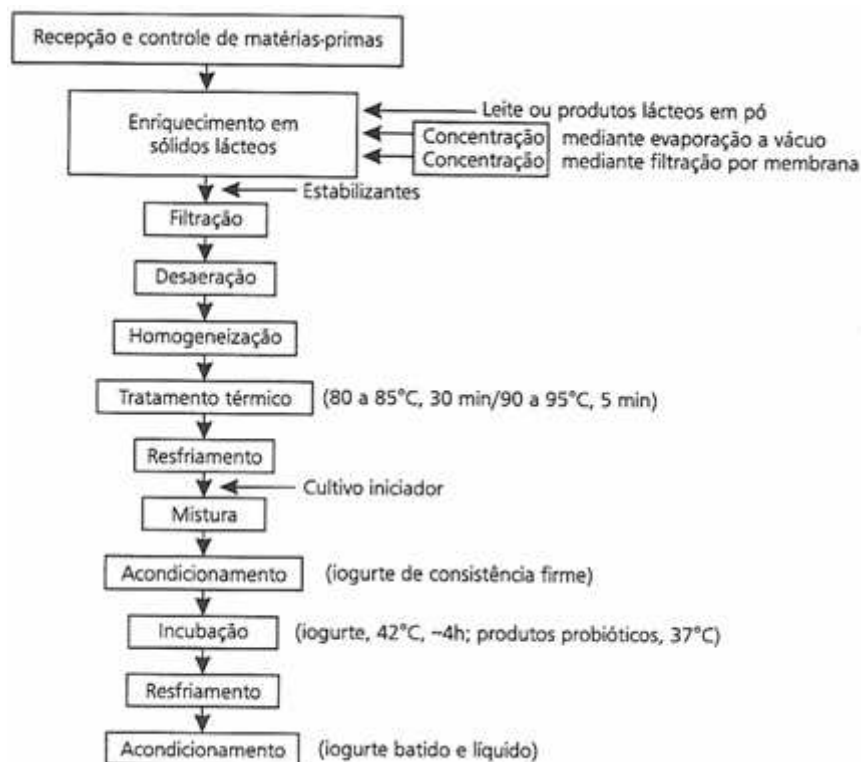 Recepção e controle de matérias-primas
Enriquecimento em
sólidos lácteos
Leite ou produtos lácteos em pó
Concentração mediante evaporação a vácuo
Concentração mediante filtração por membrana
Estabilizantes
Filtração
Desaeração
Homogeneização
Tratamento térmico (80 a 85°C, 30 min/90 a 95°C, 5 min)
Resfriamento
Cultivo iniciador
Mistura
Acondicionamento (iogurte de consistência firme)
Incubação (iogurte, 42°C, ~4h; produtos probióticos, 37°C)
Resfriamento
Acondicionamento (iogurte batido e líquido)